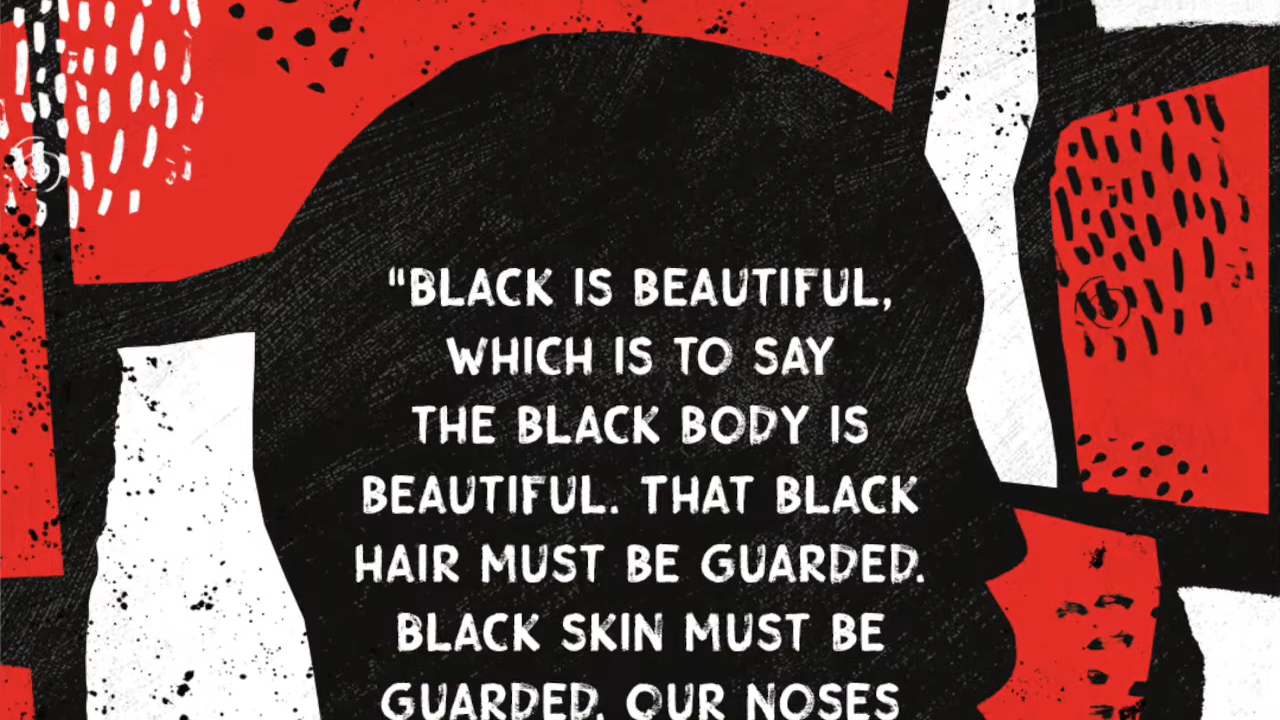 “BLACK IS BEAUTIFUL,
WHICH IS TO SAY
THE BLACK BODY IS
BEAUTIFUL. THAT BLACK
HAIR MUST BE GUARDED.
BLACK SKIN MUST BE
GUARDED. OUR NOSES